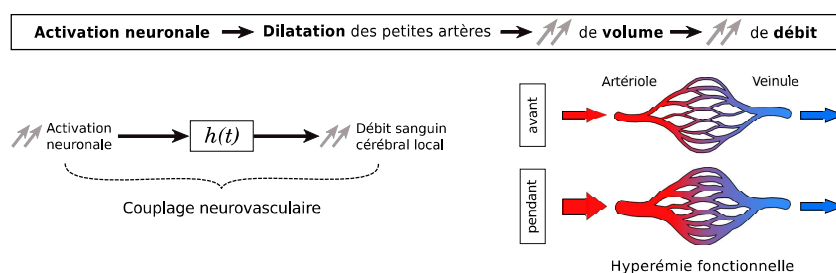 Activation neuronale Dilatation des petites artères de volume de débit
Activation
neuronale
h(t)
Débit sanguin
cérébral local
Couplage neurovasculaire
avant
Artériole
Veinule
pendant
Hyperémie fonctionnelle